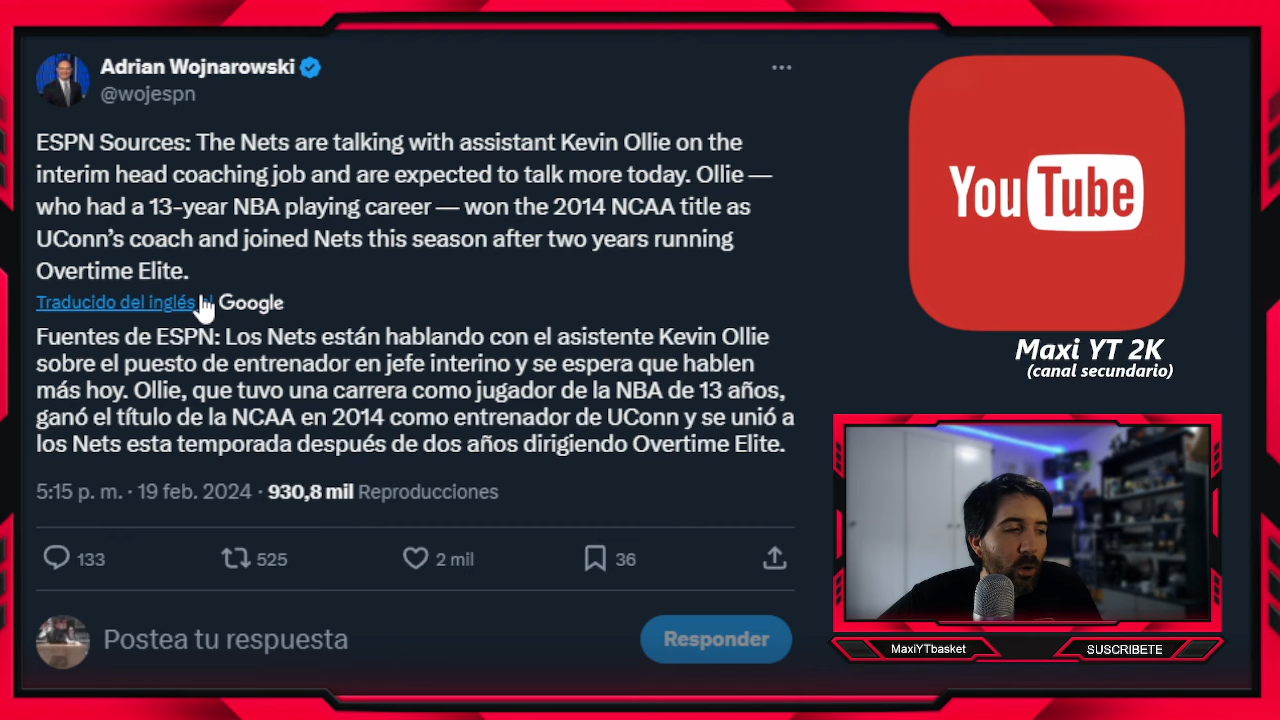 Adrian Wojnarowski
@wojespn
ESPN Sources: The Nets are talking with assistant Kevin Ollie on the
interim head coaching job and are expected to talk more today. Ollie —
who had a 13-year NBA playing career — won the 2014 NCAA title as
UConn’s coach and joined Nets this season after two years running
Overtime Elite.
Traducido del inglés Google
Fuentes de ESPN: Los Nets están hablando con el asistente Kevin Ollie
sobre el puesto de entrenador en jefe interino y se espera que hablen
más hoy. Ollie, que tuvo una carrera como jugador de la NBA de 13 años,
ganó el título de la NCAA en 2014 como entrenador de UConn y se unió a
los Nets esta temporada después de dos años dirigiendo Overtime Elite.
5:15 p. m. · 19 feb. 2024 · 930,8 mil Reproducciones
133 525 2 mil 36
Postea tu respuesta
Responder
YouTube
Maxi YT 2K
(canal secundario)
MaxiYTbasket
SUSCRIBETE